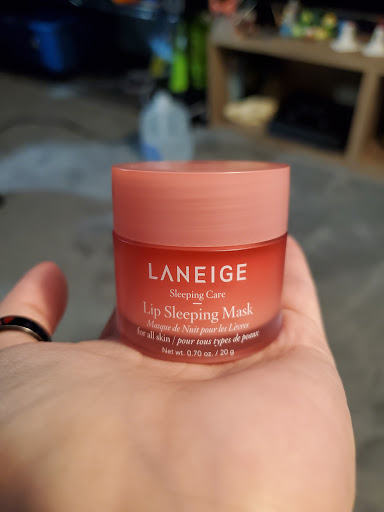 LANEIGE
Sleeping Care
Lip Sleeping Mask
Masque de Nuit pour les Lèvres
for all skin / pour tous types de peaux
Net wt. 0.70 oz. / 20 g